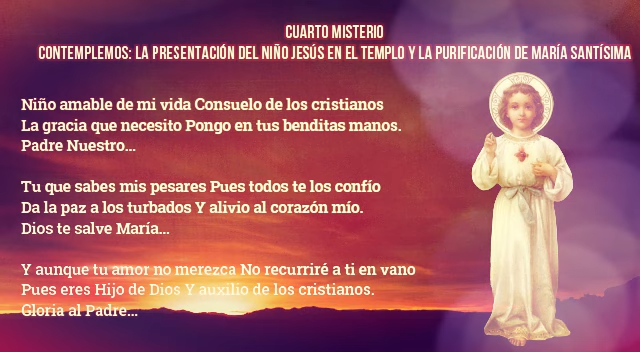 CUARTO MISTERIO
CONTEMPLEMOS: LA PRESENTACIÓN DEL NIÑO JESÚS EN EL TEMPLO Y LA PURIFICACIÓN DE MARÍA SANTÍSIMA
Niño amable de mi vida Consuelo de los cristianos
La gracia que necesito Pongo en tus benditas manos.
Padre Nuestro...
Tu que sabes mis pesares Pues todos te los confío
Da la paz a los turbados Y alivio al corazón mío.
Dios te salve María...
Y aunque tu amor no merezca No recurriré a ti en vano
Pues eres Hijo de Dios Y auxilio de los cristianos.
Gloria al Padre...